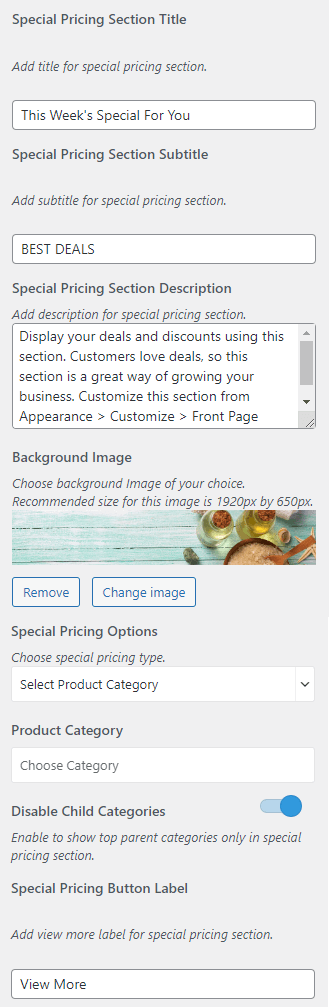 Special Pricing Section Title
Add title for special pricing section.
This Week's Special For You
Special Pricing Section Subtitle
Add subtitle for special pricing section.
BEST DEALS
Special Pricing Section Description
Add description for special pricing section.
Display your deals and discounts using this
section. Customers love deals, so this
section is a great way of growing your
business. Customize this section from
Appearance > Customize > Front Page
Background Image
Choose background Image of your choice.
Recommended size for this image is 1920px by 650px.
Remove
Change image
Special Pricing Options
Choose special pricing type.
Select Product Category
Product Category
Choose Category
Disable Child Categories
Enable to show top parent categories only in special
pricing section.
Special Pricing Button Label
Add view more label for special pricing section.
View More